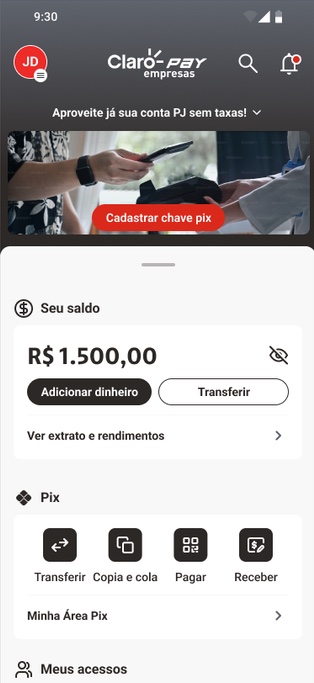 9:30
JD
Claro-pay
empresas
Aproveite já sua conta PJ sem taxas!
Cadastrar chave pix
Seu saldo
R$ 1.500,00
Adicionar dinheiro
Transferir
Ver extrato e rendimentos
Pix
Transferir
Copia e cola
Pagar
Receber
Minha Área Pix
Meus acessos